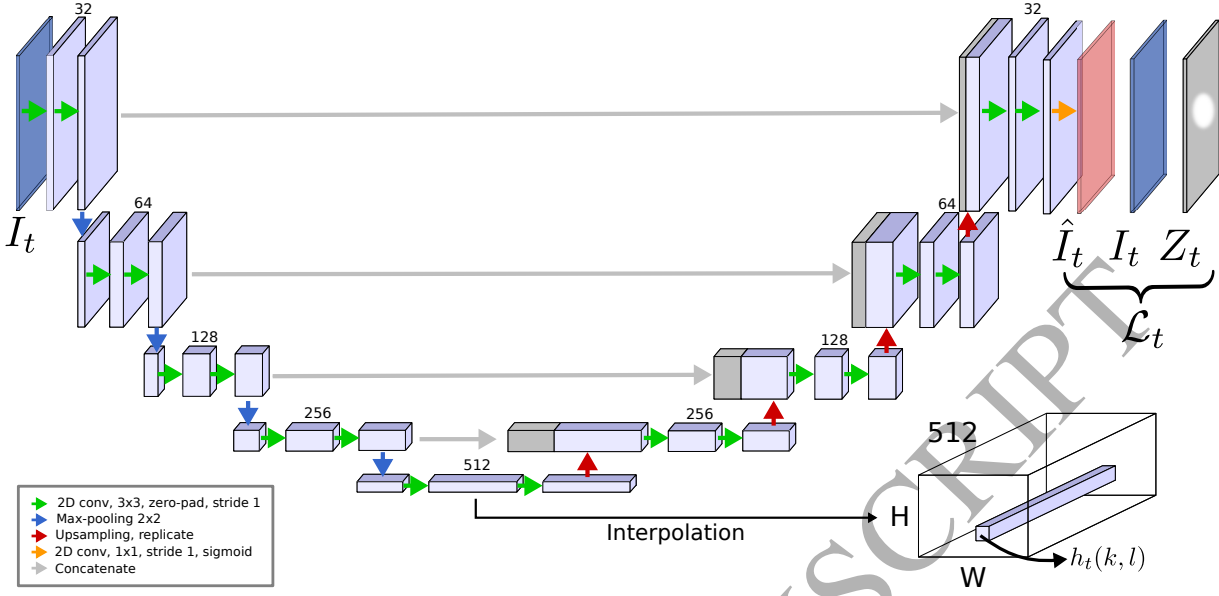 32
32
I_t
64
64
Î_t I_t Z_t
ℒ_t
128
128
256
256
512
512
H
W
h_t(k, l)
Interpolation
2D conv, 3x3, zero-pad, stride 1
Max-pooling 2x2
Upsampling, replicate
2D conv, 1x1, stride 1, sigmoid
Concatenate
SCRIPT